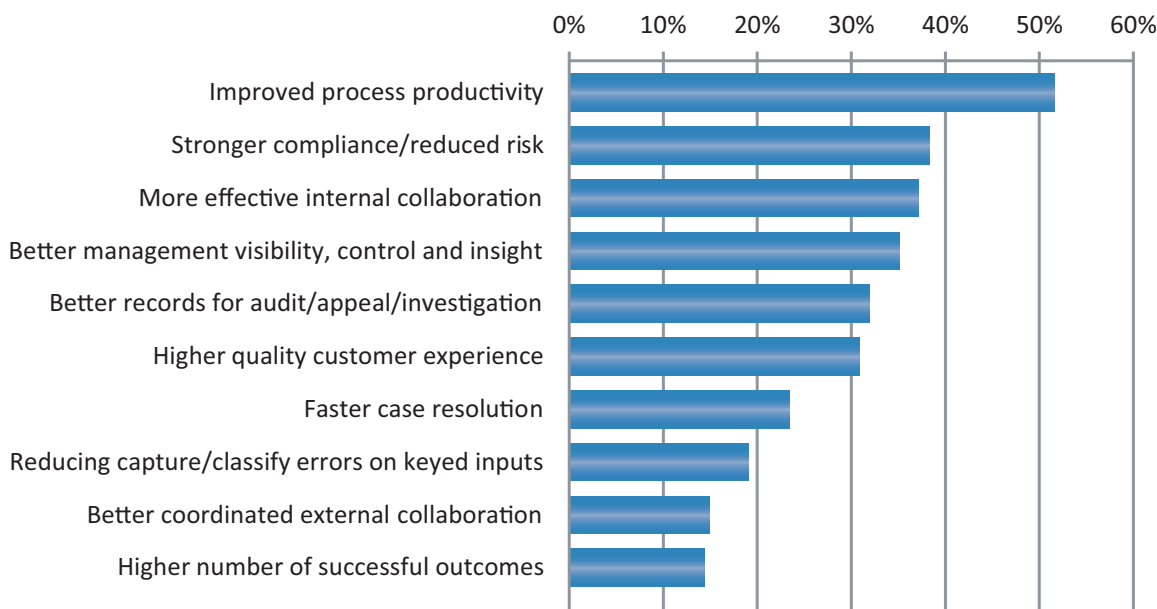 0% 10% 20% 30% 40% 50% 60%
Improved process productivity
Stronger compliance/reduced risk
More effective internal collaboration
Better management visibility, control and insight
Better records for audit/appeal/investigation
Higher quality customer experience
Faster case resolution
Reducing capture/classify errors on keyed inputs
Better coordinated external collaboration
Higher number of successful outcomes